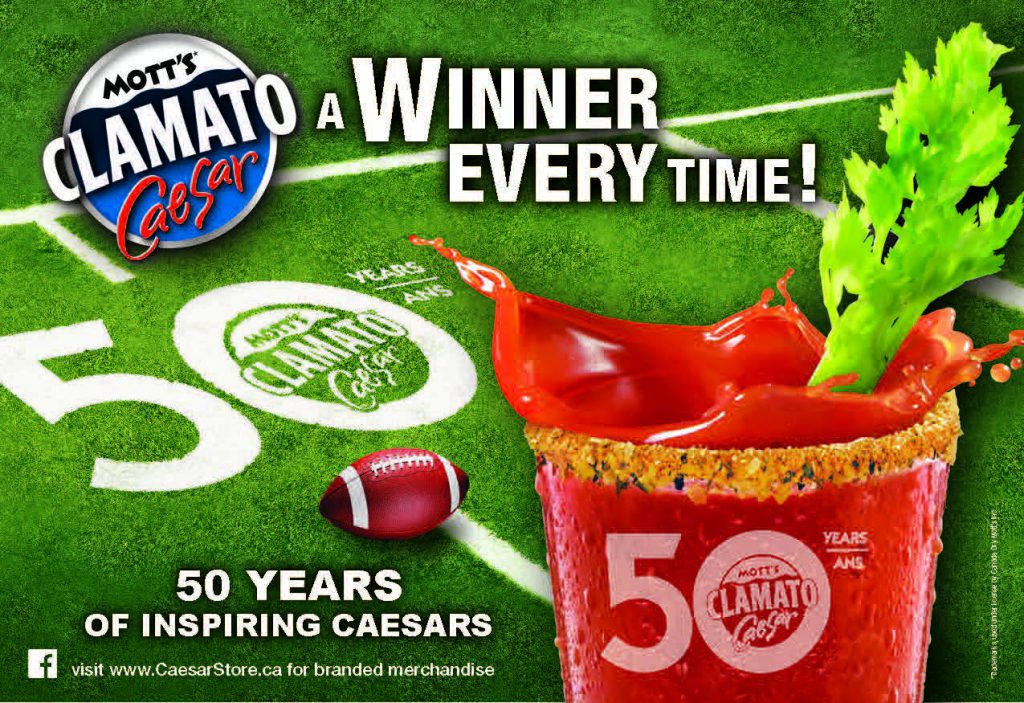 MOTT'S*
CLAMATO
Caesar
A WINNER
EVERY TIME!
50 YEARS
ANS
MOTT'S
CLAMATO
Caesar
50 YEARS
ANS
MOTT'S
CLAMATO
Caesar
50 YEARS
OF INSPIRING CAESARS
f visit www.CaesarStore.ca for branded merchandise